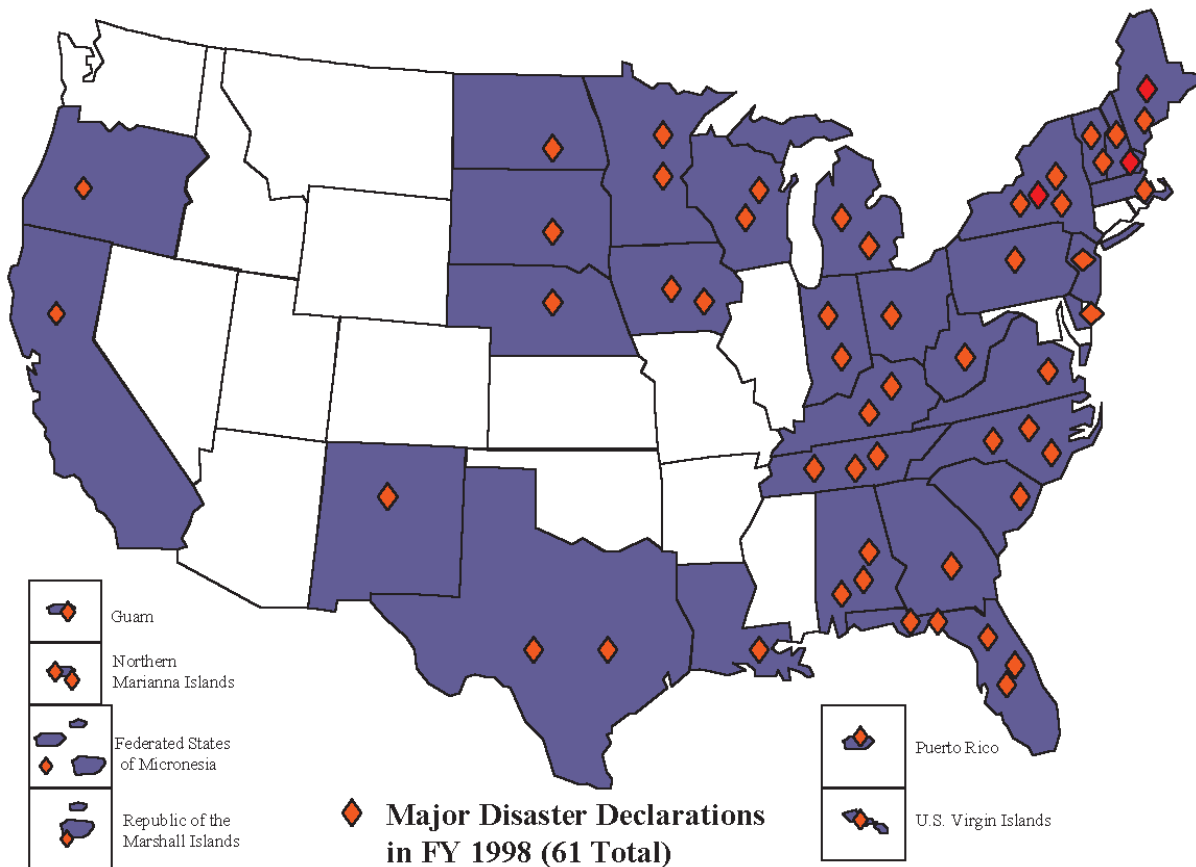 Guam
Northern
Marianna Islands
Federated States
of Micronesia
Republic of the
Marshall Islands
Major Disaster Declarations
in FY 1998 (61 Total)
Puerto Rico
U.S. Virgin Islands